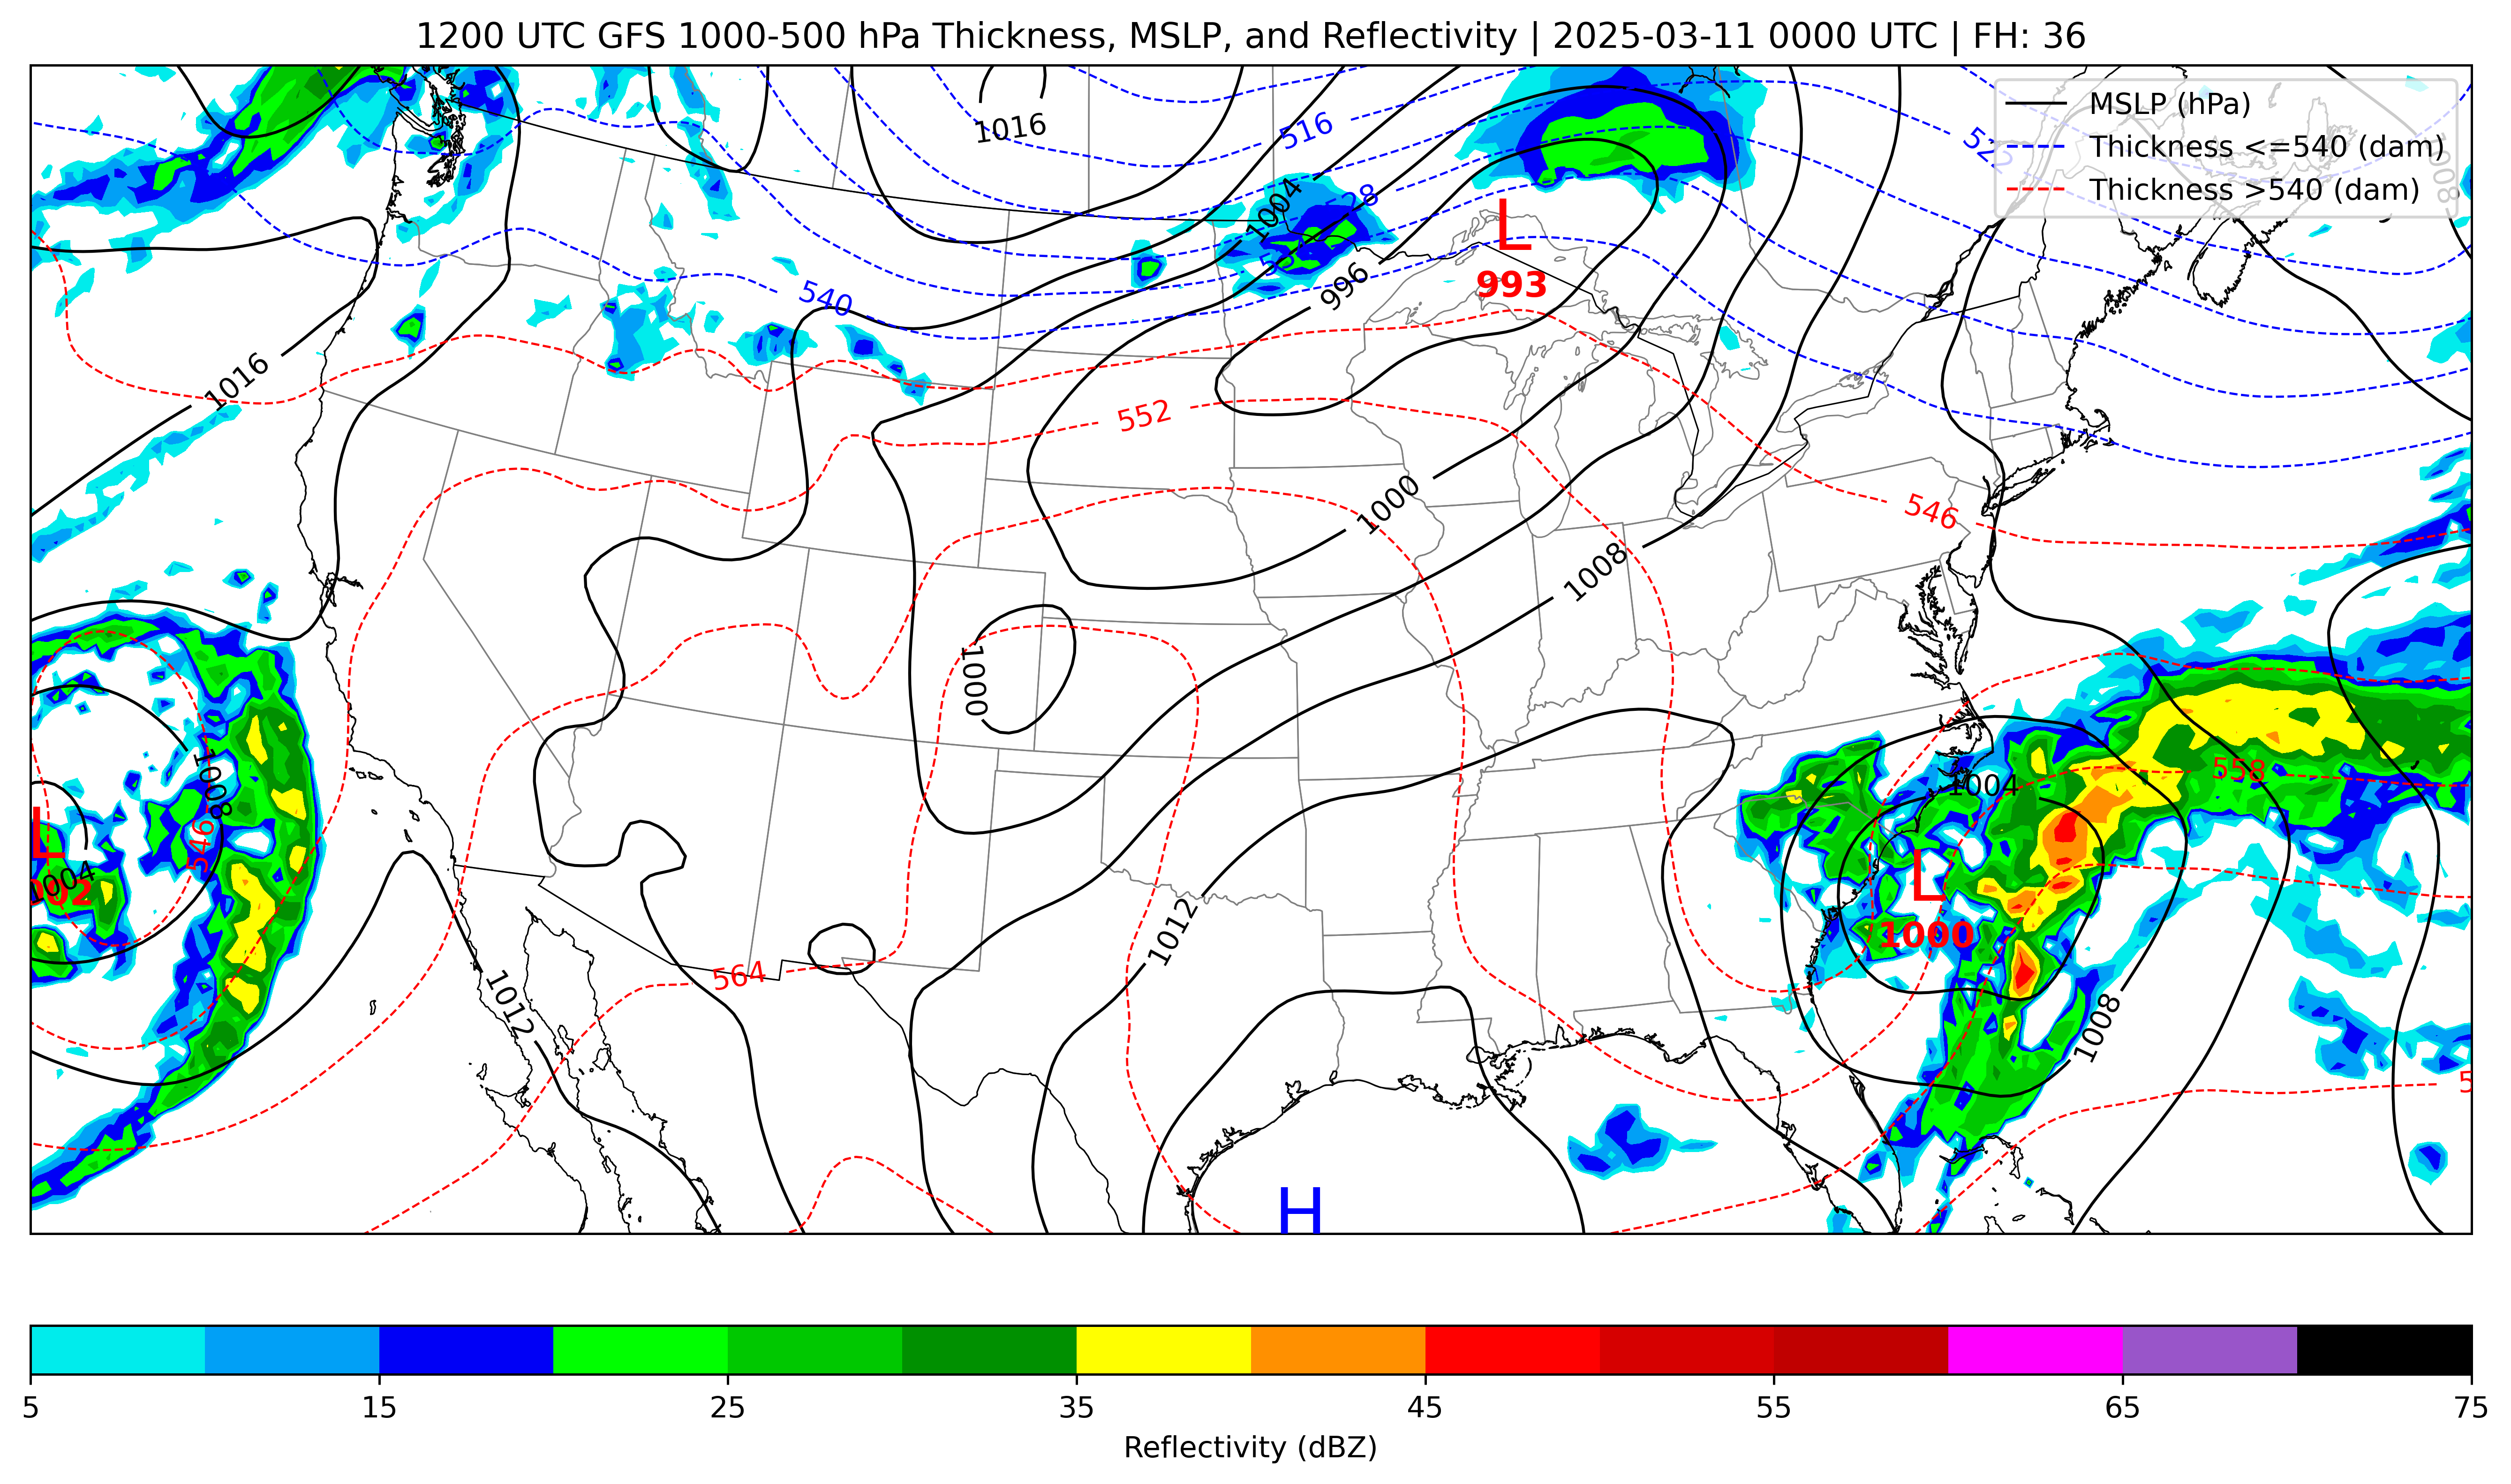 1200 UTC GFS 1000-500 hPa Thickness, MSLP, and Reflectivity | 2025-03-11 0000 UTC | FH: 36
MSLP (hPa)
Thickness <=540 (dam)
Thickness >540 (dam)
1016
516
1004
L
993
996
540
1016
552
1000
546
1008
1000
1008
546
L
1004
1004
558
L
1000
1012
564
1012
1008
H
5 15 25 35 45 55 65 75
Reflectivity (dBZ)